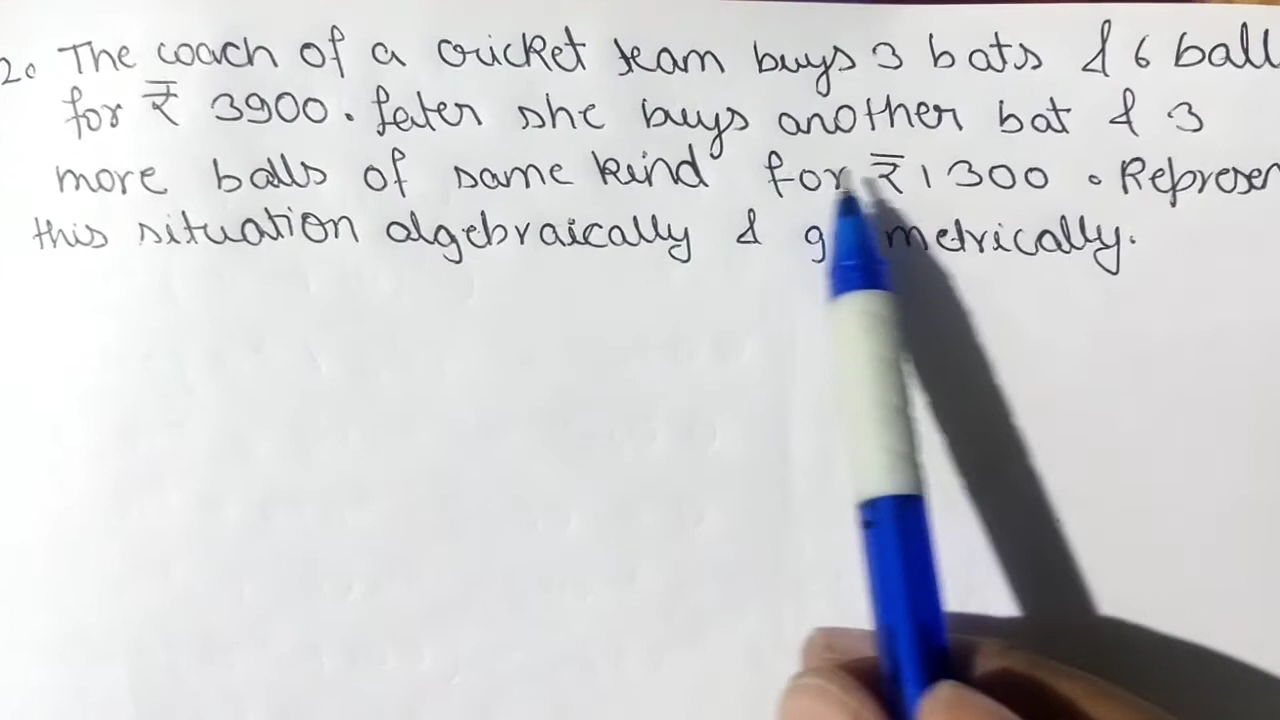 2. The coach of a cricket team buys 3 bats & 6 ball
for ₹ 3900. Later she buys another bat & 3
more balls of same kind for ₹1300. Represen
this situation algebraically & g metrically.